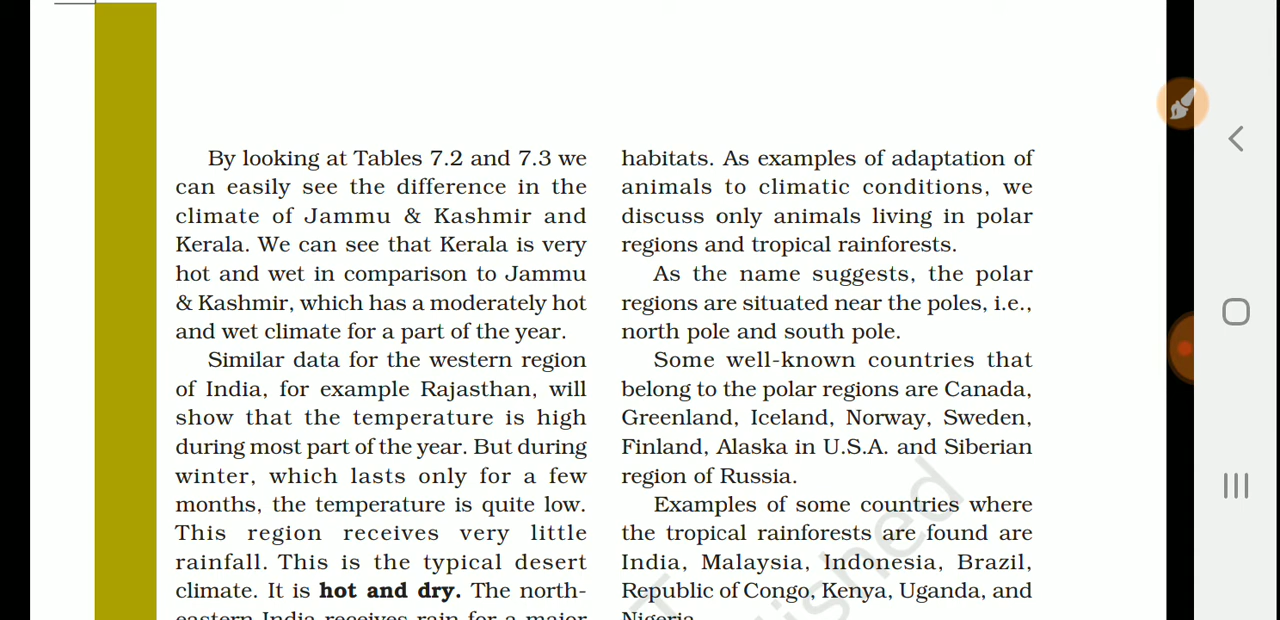 By looking at Tables 7.2 and 7.3 we
can easily see the difference in the
climate of Jammu & Kashmir and
Kerala. We can see that Kerala is very
hot and wet in comparison to Jammu
& Kashmir, which has a moderately hot
and wet climate for a part of the year.
Similar data for the western region
of India, for example Rajasthan, will
show that the temperature is high
during most part of the year. But during
winter, which lasts only for a few
months, the temperature is quite low.
This region receives very little
rainfall. This is the typical desert
climate. It is hot and dry. The north-
eastern India receives rain for a major
habitats. As examples of adaptation of
animals to climatic conditions, we
discuss only animals living in polar
regions and tropical rainforests.
As the name suggests, the polar
regions are situated near the poles, i.e.,
north pole and south pole.
Some well-known countries that
belong to the polar regions are Canada,
Greenland, Iceland, Norway, Sweden,
Finland, Alaska in U.S.A. and Siberian
region of Russia.
Examples of some countries where
the tropical rainforests are found are
India, Malaysia, Indonesia, Brazil,
Republic of Congo, Kenya, Uganda, and
Nigeria.